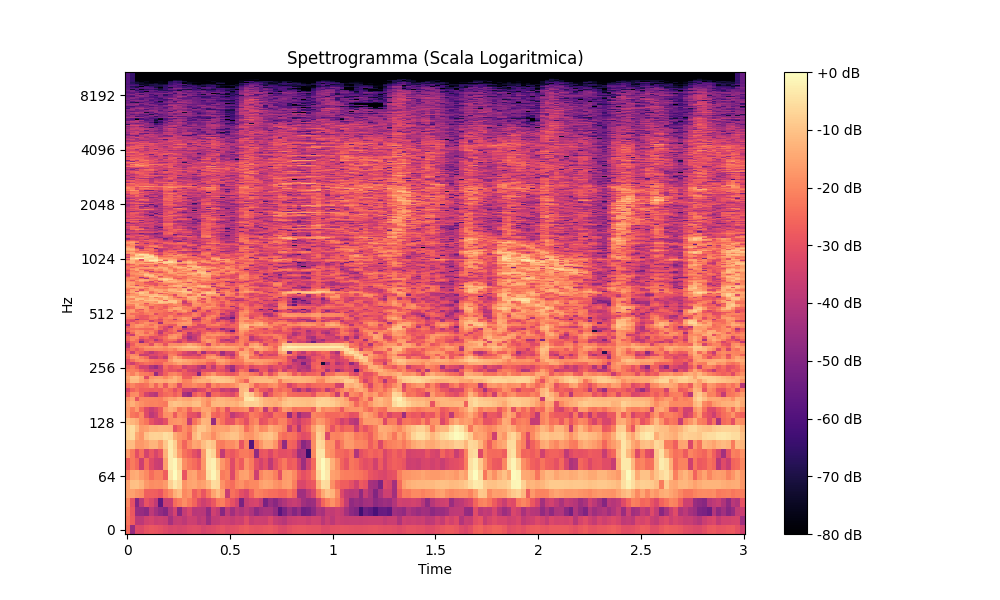 Spettrogramma (Scala Logaritmica)
Hz
8192
4096
2048
1024
512
256
128
64
0
0
0.5
1
1.5
2
2.5
3
Time
+0 dB
-10 dB
-20 dB
-30 dB
-40 dB
-50 dB
-60 dB
-70 dB
-80 dB